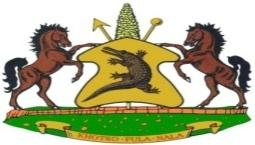 KHOTSO - PULA - NALA